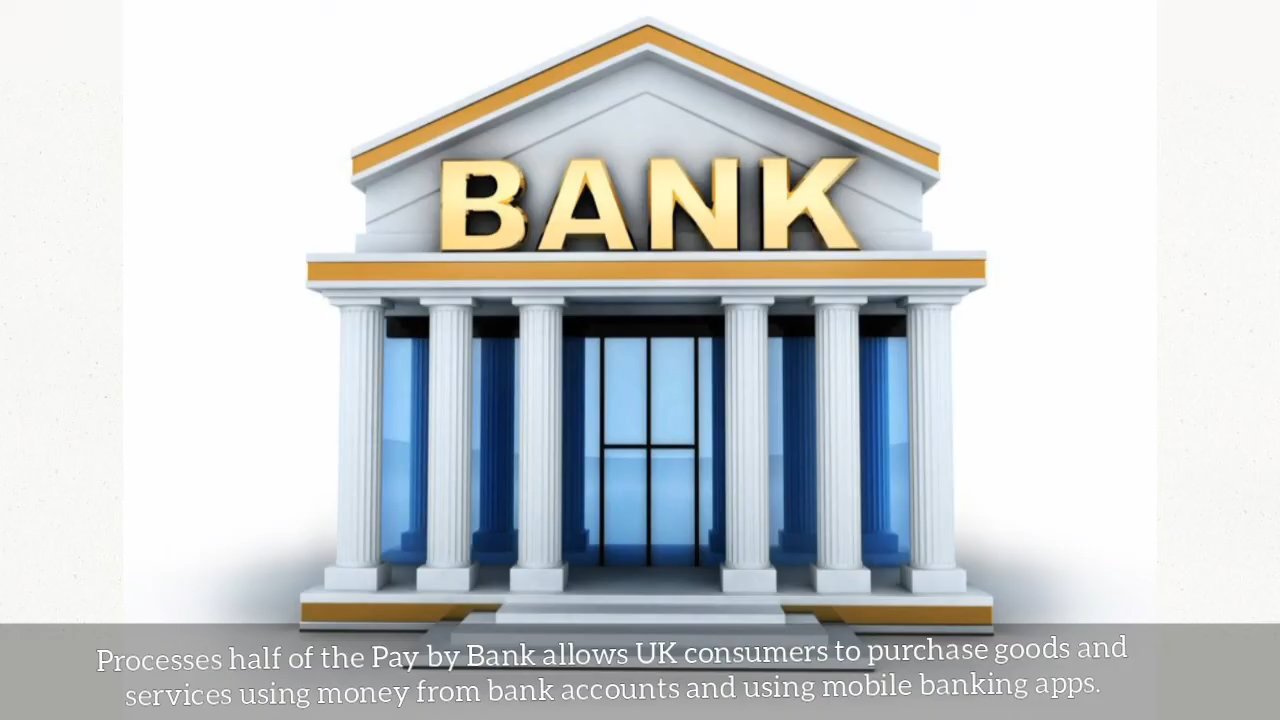 BANK
Processes half of the Pay by Bank allows UK consumers to purchase goods and
services using money from bank accounts and using mobile banking apps.